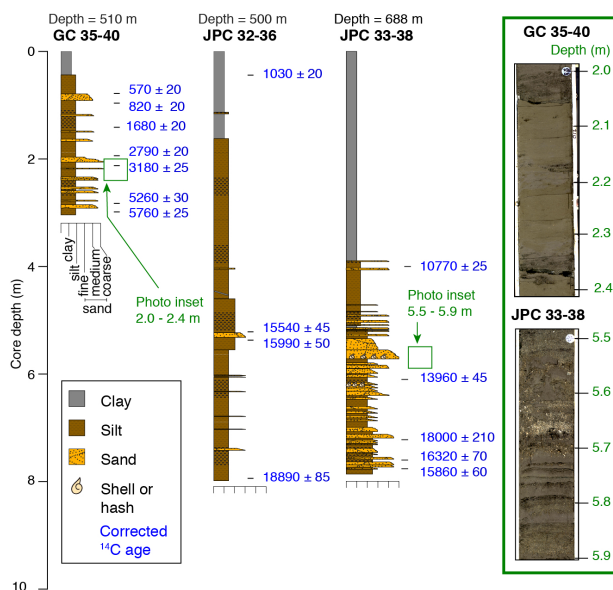 Depth = 510 m
GC 35-40
Depth = 500 m
JPC 32-36
Depth = 688 m
JPC 33-38
GC 35-40
Depth (m)
Core depth (m)
0
2
4
6
8
10
570 ± 20
820 ± 20
1680 ± 20
2790 ± 20
3180 ± 25
5260 ± 30
5760 ± 25
clay
silt
fine
medium
coarse
sand
Photo inset
2.0 - 2.4 m
1030 ± 20
15540 ± 45
15990 ± 50
18890 ± 85
10770 ± 25
Photo inset
5.5 - 5.9 m
13960 ± 45
18000 ± 210
16320 ± 70
15860 ± 60
Clay
Silt
Sand
Shell or
hash
Corrected
¹⁴C age
2.0
2.1
2.2
2.3
2.4
JPC 33-38
5.5
5.6
5.7
5.8
5.9